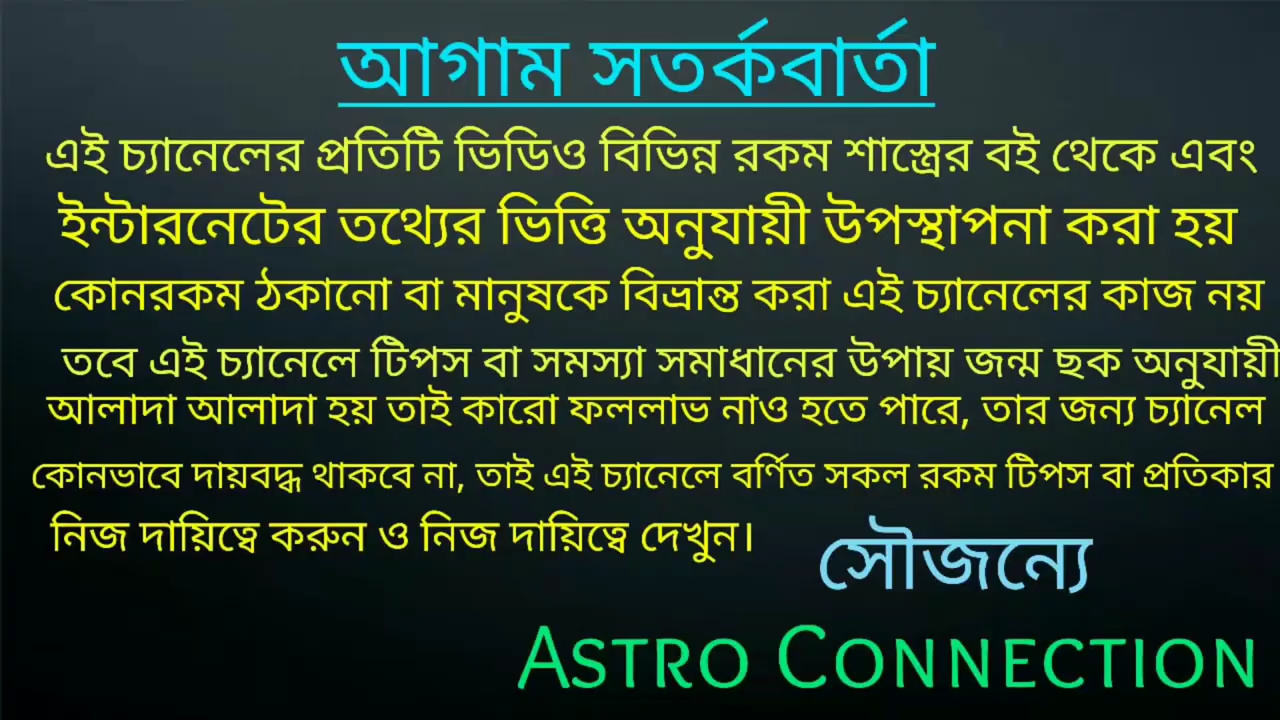 আগাম সতর্কবার্তা
এই চ্যানেলের প্রতিটি ভিডিও বিভিন্ন রকম শাস্ত্রের বই থেকে এবং
ইন্টারনেটের তথ্যের ভিত্তি অনুযায়ী উপস্থাপনা করা হয়
কোনরকম ঠকানো বা মানুষকে বিভ্রান্ত করা এই চ্যানেলের কাজ নয়
তবে এই চ্যানেলে টিপস বা সমস্যা সমাধানের উপায় জন্ম ছক অনুযায়ী
আলাদা আলাদা হয় তাই কারো ফললাভ নাও হতে পারে, তার জন্য চ্যানেল
কোনভাবে দায়বদ্ধ থাকবে না, তাই এই চ্যানেলে বর্ণিত সকল রকম টিপস বা প্রতিকার
নিজ দায়িত্বে করুন ও নিজ দায়িত্বে দেখুন।
সৌজন্যে
ASTRO CONNECTION